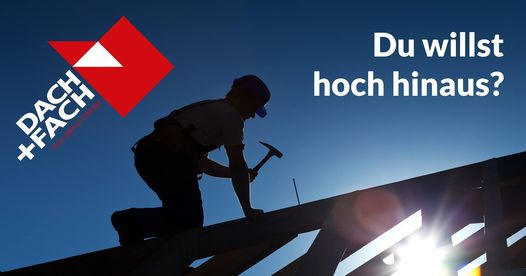 DACH
+FACH
Du willst
hoch hinaus?